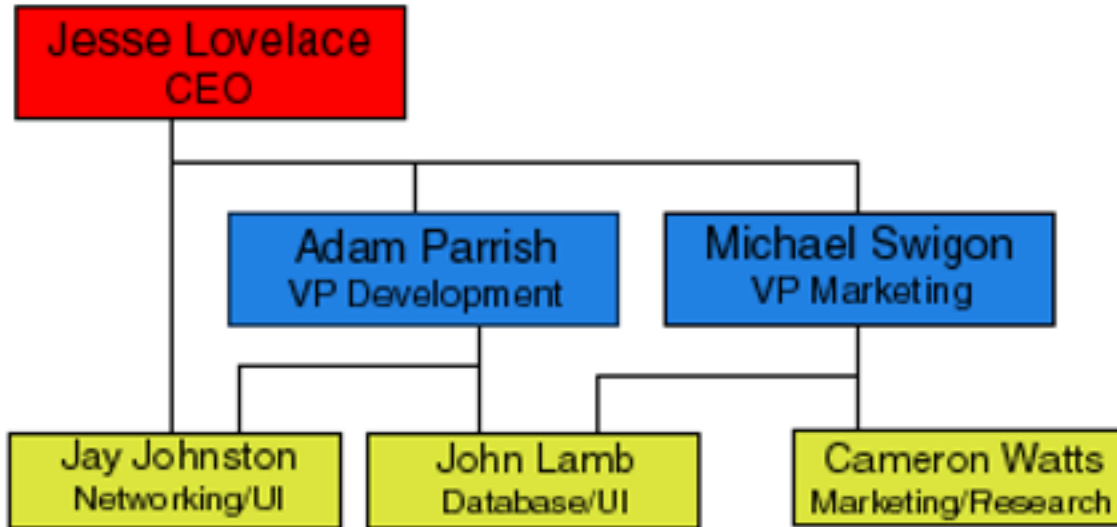 Jesse Lovelace
CEO
Adam Parrish
VP Development
Michael Swigon
VP Marketing
Jay Johnston
Networking/UI
John Lamb
Database/UI
Cameron Watts
Marketing/Research